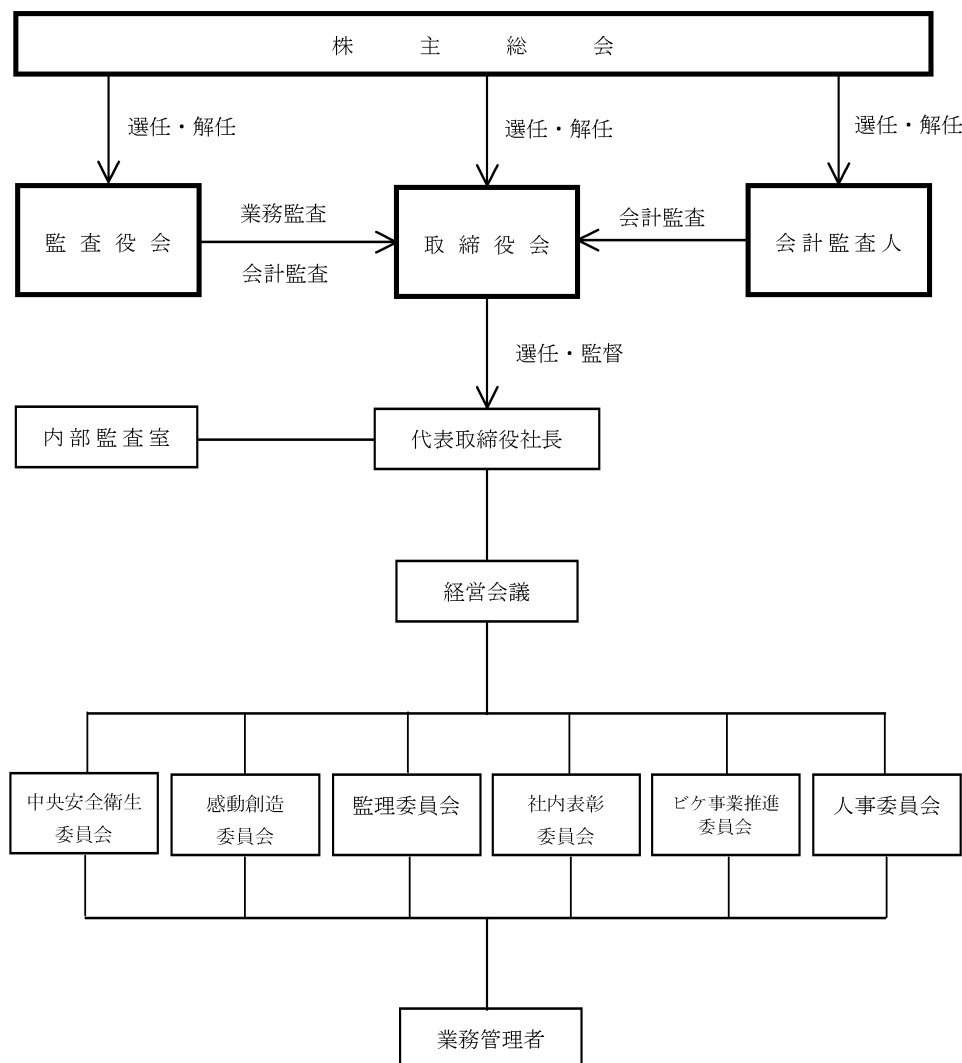 株主総会
選任・解任
選任・解任
選任・解任
監査役会
業務監査
会計監査
取締役会
会計監査
会計監査人
選任・監督
内部監査室
代表取締役社長
経営会議
中央安全衛生
委員会
感動創造
委員会
監理委員会
社内表彰
委員会
ビケ事業推進
委員会
人事委員会
業務管理者